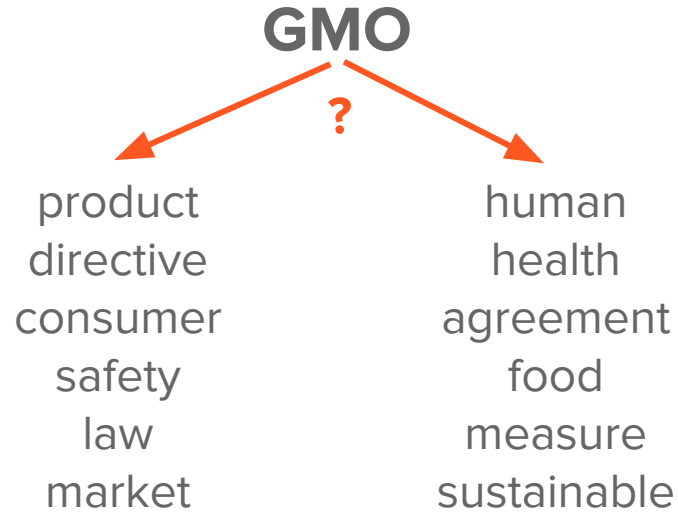 GMO
?
product
directive
consumer
safety
law
market
human
health
agreement
food
measure
sustainable